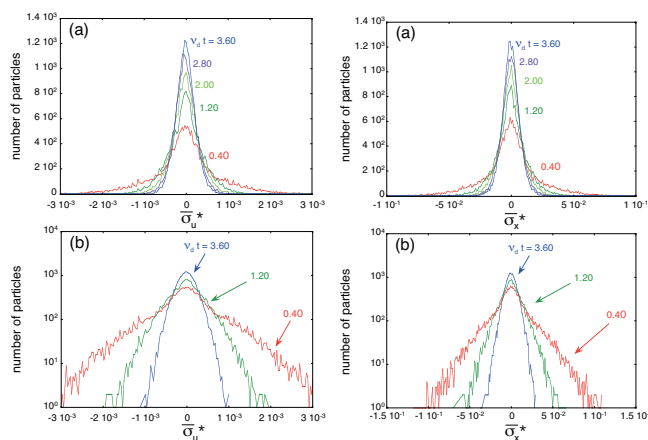 (a)
number of particles
1.4 10³
1.2 10³
1 10³
8 10²
6 10²
4 10²
2 10²
0
ν_d t = 3.60
2.80
2.00
1.20
0.40
-3 10⁻³ -2 10⁻³ -1 10⁻³ 0 1 10⁻³ 2 10⁻³ 3 10⁻³
σ̅_u*
(a)
number of particles
1.4 10³
1.2 10³
1 10³
8 10²
6 10²
4 10²
2 10²
0
ν_d t = 3.60
2.80
2.00
1.20
0.40
-1 10⁻¹ -5 10⁻² 0 5 10⁻² 1 10⁻¹
σ̅_x*
(b)
number of particles
10⁴
10³
10²
10¹
10⁰
ν_d t = 3.60
1.20
0.40
-3 10⁻³ -2 10⁻³ -1 10⁻³ 0 1 10⁻³ 2 10⁻³ 3 10⁻³
σ̅_u*
(b)
number of particles
10⁴
10³
10²
10¹
10⁰
ν_d t = 3.60
1.20
0.40
-1.5 10⁻¹ -1 10⁻¹ -5 10⁻² 0 5 10⁻² 1 10⁻¹ 1.5 10⁻¹
σ̅_x*